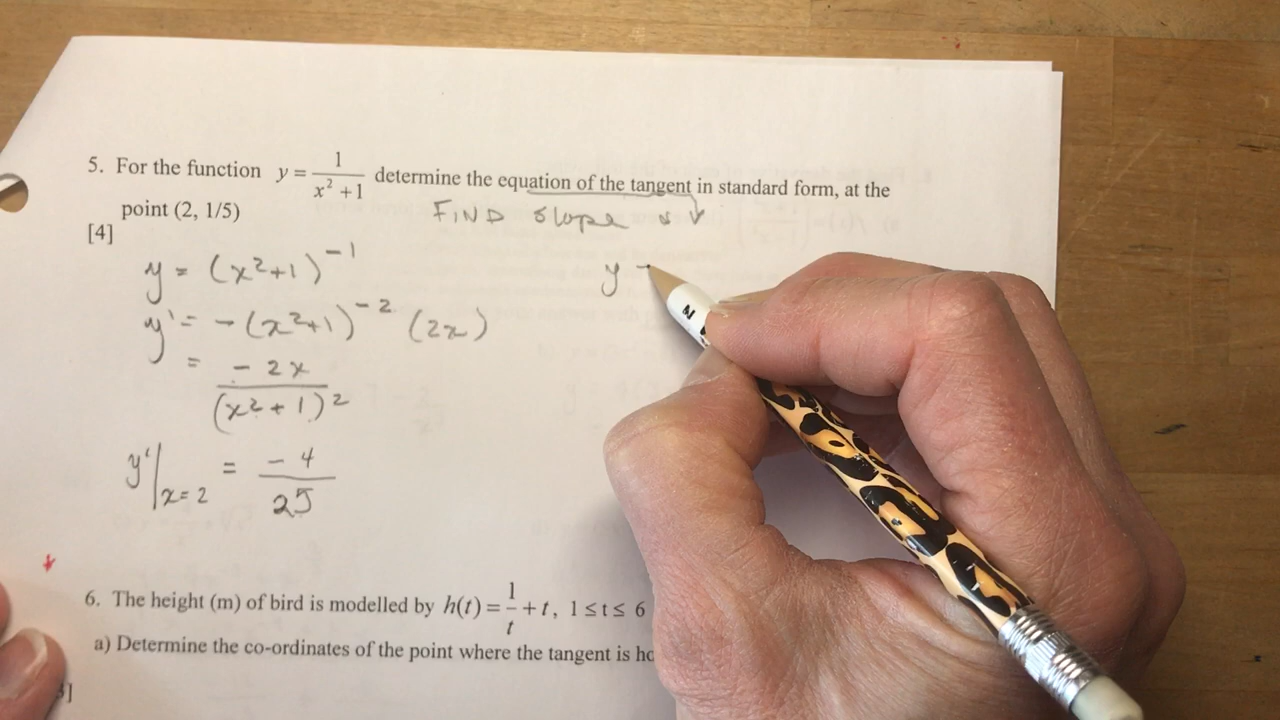 5. For the function y = 1/(x² + 1) determine the equation of the tangent in standard form, at the
point (2, 1/5)
FIND slope
[4]
y = (x²+1)⁻¹
y -
y' = -(x²+1)⁻² (2x)
= -2x/(x²+1)²
y'|x=2 = -4/25
6. The height (m) of bird is modelled by h(t) = 1/t + t, 1 ≤ t ≤ 6
a) Determine the co-ordinates of the point where the tangent is
]